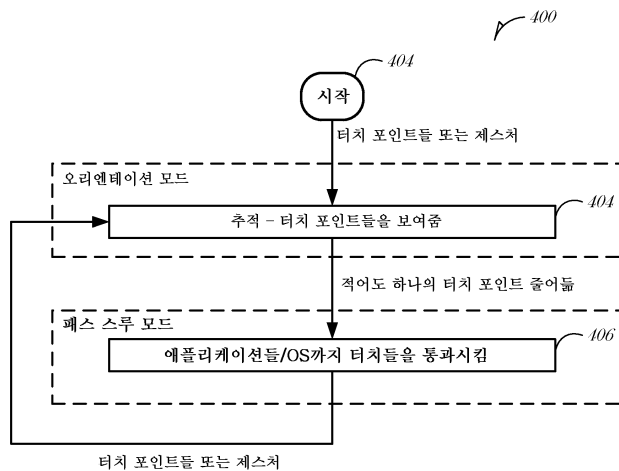 400
404
시작
터치 포인트들 또는 제스처
오리엔테이션 모드
404
추적 - 터치 포인트들을 보여줌
적어도 하나의 터치 포인트 줄어듦
패스 스루 모드
406
애플리케이션들/OS까지 터치들을 통과시킴
터치 포인트들 또는 제스처